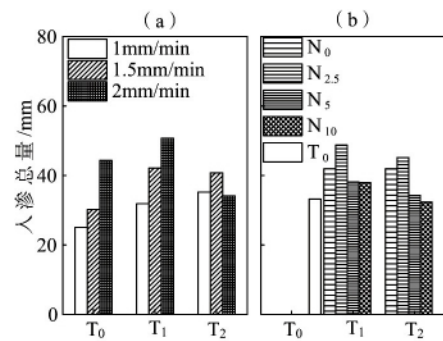 (a)
(b)
80
60
40
20
0
入渗总量/mm
1mm/min
1.5mm/min
2mm/min
N₀
N₂.₅
N₅
N₁₀
T₀
T₀ T₁ T₂
T₀ T₁ T₂